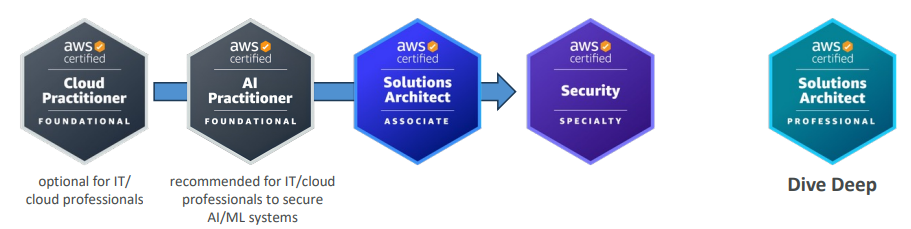 aws
certified
Cloud
Practitioner
FOUNDATIONAL
optional for IT/
cloud professionals
aws
certified
AI
Practitioner
FOUNDATIONAL
recommended for IT/cloud
professionals to secure
AI/ML systems
aws
certified
Solutions
Architect
ASSOCIATE
aws
certified
Security
SPECIALTY
aws
certified
Solutions
Architect
PROFESSIONAL
Dive Deep